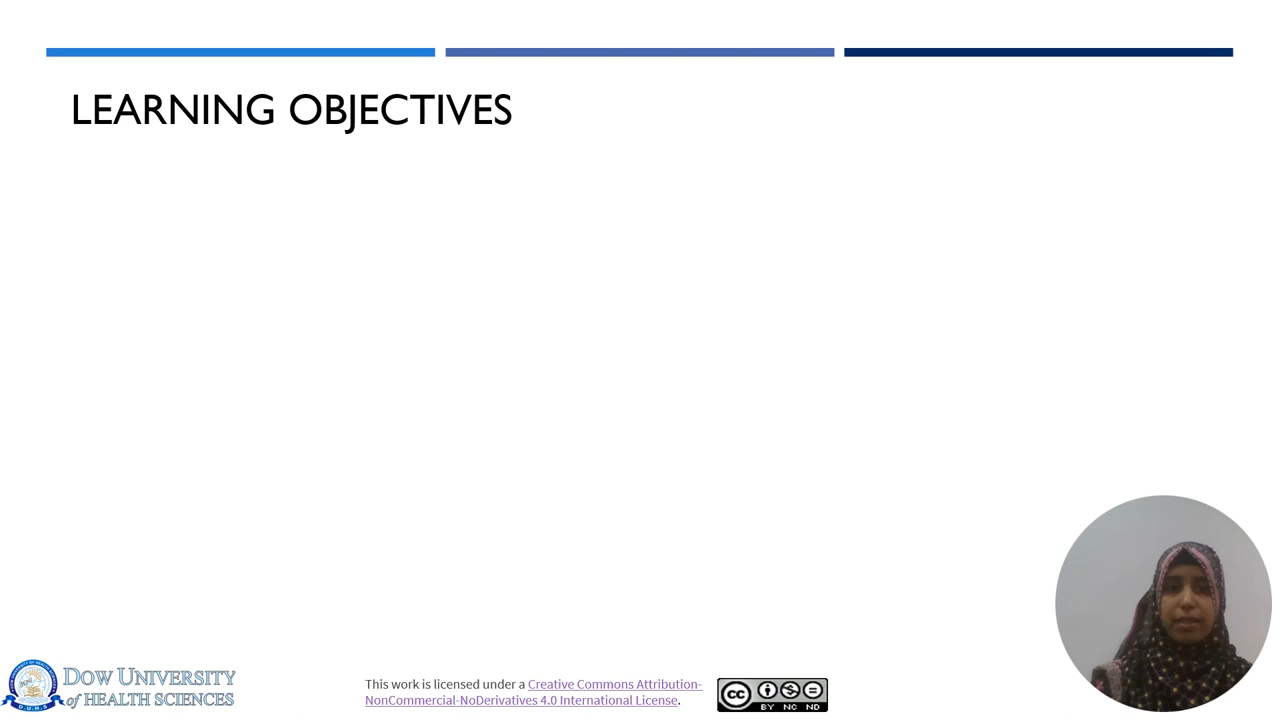 LEARNING OBJECTIVES
DOW UNIVERSITY
of HEALTH SCIENCES
D.U.H.S
This work is licensed under a Creative Commons Attribution-
NonCommercial-NoDerivatives 4.0 International License.
cc
BY NC ND